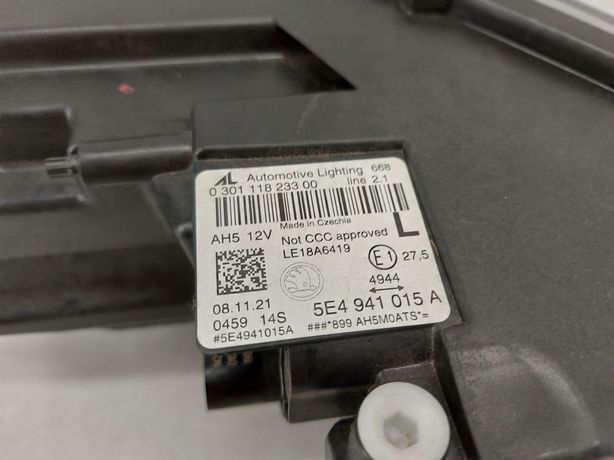 AL Automotive Lighting 668
0 301 118 233 00 line 2.1
Made in Czechia
AH5 12V Not CCC approved L
LE18A6419
E1 27,5
4944
08.11.21
5E4 941 015 A
0459 14S
#5E4941015A ###*899 AH5M0ATS*=